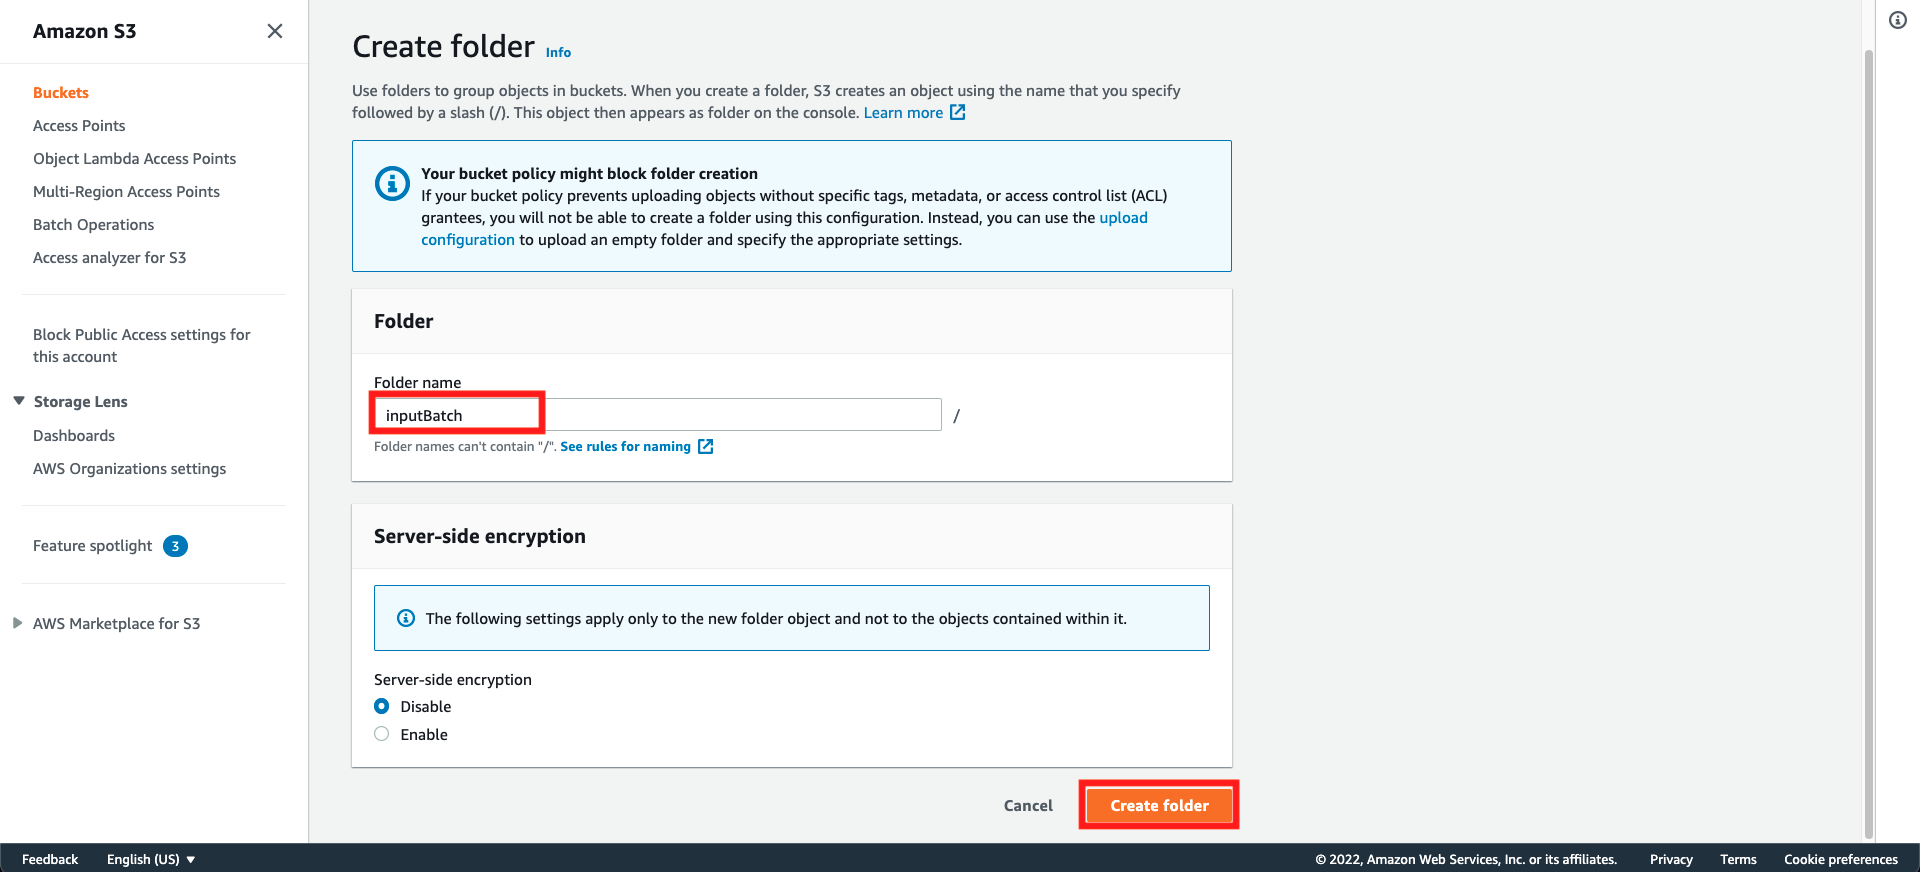 Amazon S3
Buckets
Access Points
Object Lambda Access Points
Multi-Region Access Points
Batch Operations
Access analyzer for S3
Block Public Access settings for
this account
Storage Lens
Dashboards
AWS Organizations settings
Feature spotlight 3
AWS Marketplace for S3
Create folder Info
Use folders to group objects in buckets. When you create a folder, S3 creates an object using the name that you specify
followed by a slash (/). This object then appears as folder on the console. Learn more
Your bucket policy might block folder creation
If your bucket policy prevents uploading objects without specific tags, metadata, or access control list (ACL)
grantees, you will not be able to create a folder using this configuration. Instead, you can use the upload
configuration to upload an empty folder and specify the appropriate settings.
Folder
Folder name
inputBatch /
Folder names can't contain "/". See rules for naming
Server-side encryption
The following settings apply only to the new folder object and not to the objects contained within it.
Server-side encryption
Disable
Enable
Cancel Create folder
Feedback English (US) © 2022, Amazon Web Services, Inc. or its affiliates. Privacy Terms Cookie preferences